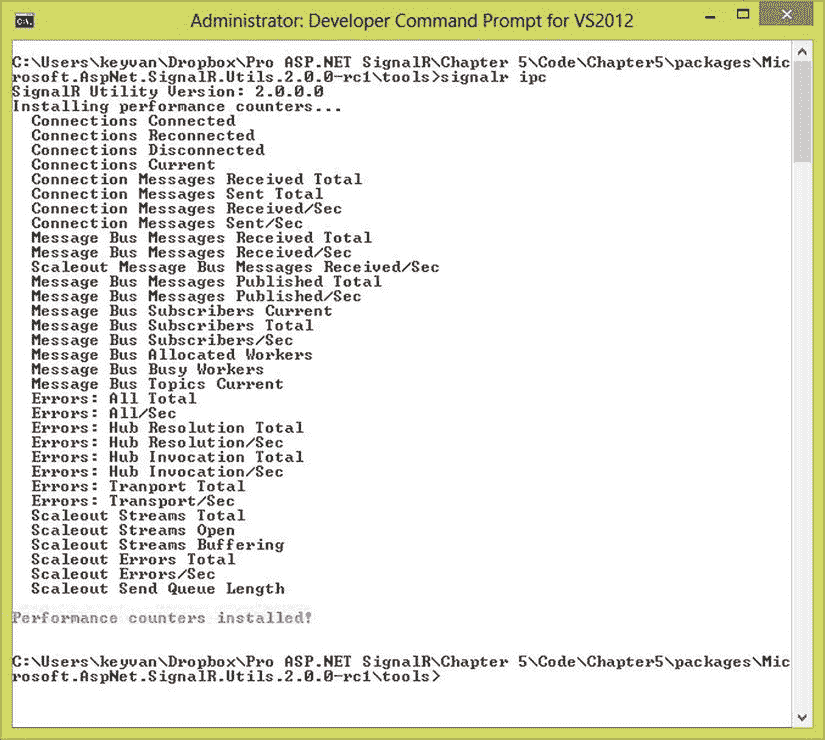 Administrator: Developer Command Prompt for VS2012
C:\Users\keyvan\Dropbox\Pro ASP.NET SignalR\Chapter 5\Code\Chapter5\packages\Mic
rosoft.AspNet.SignalR.Utils.2.0.0-rc1\tools>signalr ipc
SignalR Utility Version: 2.0.0.0
Installing performance counters...
Connections Connected
Connections Reconnected
Connections Disconnected
Connections Current
Connection Messages Received Total
Connection Messages Sent Total
Connection Messages Received/Sec
Connection Messages Sent/Sec
Message Bus Messages Received Total
Message Bus Messages Received/Sec
Scaleout Message Bus Messages Received/Sec
Message Bus Messages Published Total
Message Bus Messages Published/Sec
Message Bus Subscribers Current
Message Bus Subscribers Total
Message Bus Subscribers/Sec
Message Bus Allocated Workers
Message Bus Busy Workers
Message Bus Topics Current
Errors: All Total
Errors: All/Sec
Errors: Hub Resolution Total
Errors: Hub Resolution/Sec
Errors: Hub Invocation Total
Errors: Hub Invocation/Sec
Errors: Tranport Total
Errors: Transport/Sec
Scaleout Streams Total
Scaleout Streams Open
Scaleout Streams Buffering
Scaleout Errors Total
Scaleout Errors/Sec
Scaleout Send Queue Length
Performance counters installed!
C:\Users\keyvan\Dropbox\Pro ASP.NET SignalR\Chapter 5\Code\Chapter5\packages\Mic
rosoft.AspNet.SignalR.Utils.2.0.0-rc1\tools>